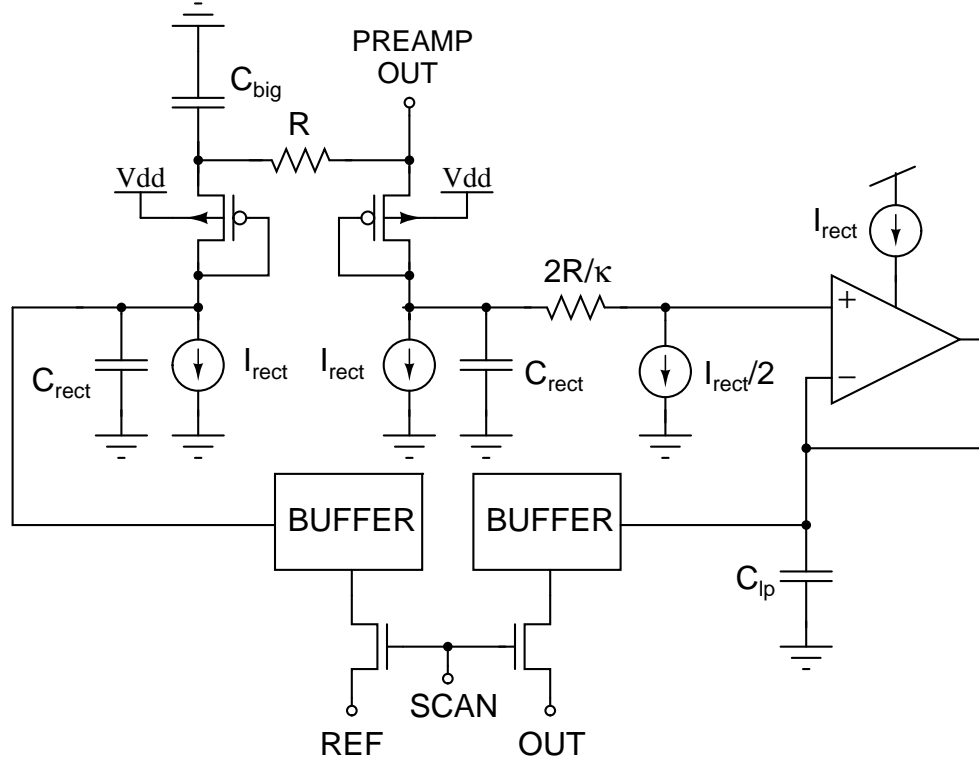 PREAMP
OUT
C_big
R
Vdd
Vdd
I_rect
2R/κ
+
−
C_rect
I_rect
I_rect
C_rect
I_rect/2
BUFFER
BUFFER
C_lp
SCAN
REF
OUT